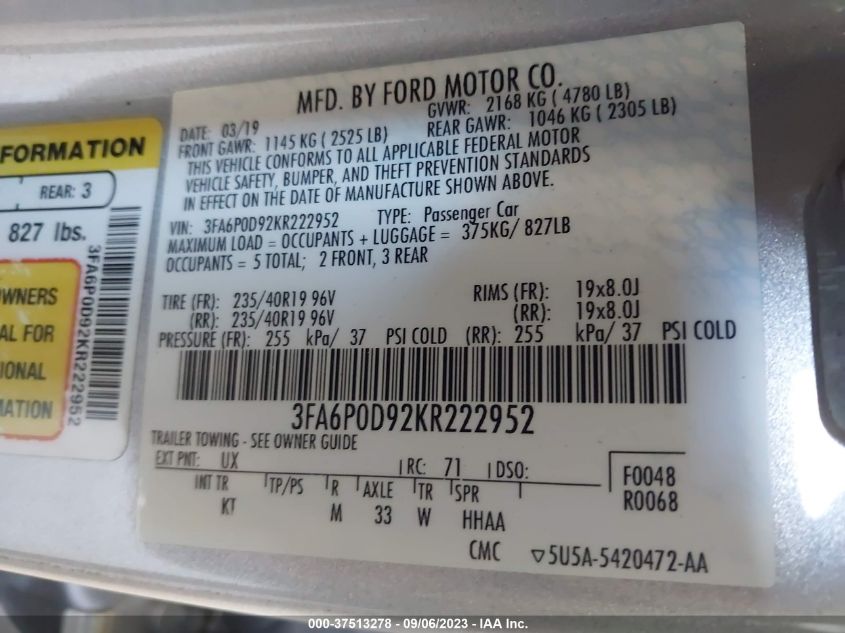 FORMATION
REAR: 3
827 lbs.
OWNERS
AL FOR
IONAL
MATION
3FA6P0D92KR222952
MFD. BY FORD MOTOR CO.
DATE: 03/19 GVWR: 2168 KG ( 4780 LB)
FRONT GAWR: 1145 KG ( 2525 LB) REAR GAWR: 1046 KG ( 2305 LB)
THIS VEHICLE CONFORMS TO ALL APPLICABLE FEDERAL MOTOR
VEHICLE SAFETY, BUMPER, AND THEFT PREVENTION STANDARDS
IN EFFECT ON THE DATE OF MANUFACTURE SHOWN ABOVE.
VIN: 3FA6P0D92KR222952 TYPE: Passenger Car
MAXIMUM LOAD = OCCUPANTS + LUGGAGE = 375KG/ 827LB
OCCUPANTS = 5 TOTAL; 2 FRONT, 3 REAR
TIRE (FR): 235/40R19 96V RIMS (FR): 19x8.0J
(RR): 235/40R19 96V (RR): 19x8.0J
PRESSURE (FR): 255 kPa/ 37 PSI COLD (RR): 255 kPa/ 37 PSI COLD
3FA6P0D92KR222952
TRAILER TOWING - SEE OWNER GUIDE
EXT PNT: UX RC: 71 DSO: F0048
INT TR TP/PS R AXLE TR SPR R0068
KT M 33 W HHAA
CMC ▽5U5A-5420472-AA
000-37513278 - 09/06/2023 - IAA Inc.